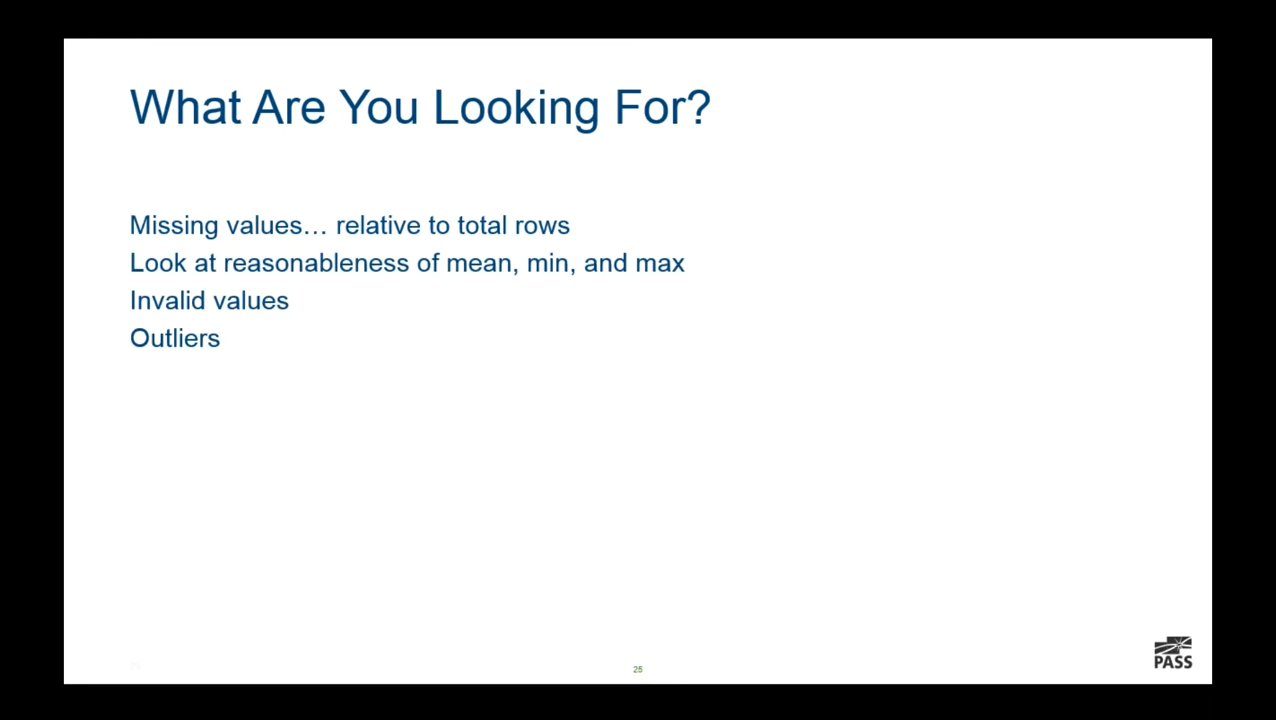 What Are You Looking For?
Missing values… relative to total rows
Look at reasonableness of mean, min, and max
Invalid values
Outliers
25
PASS